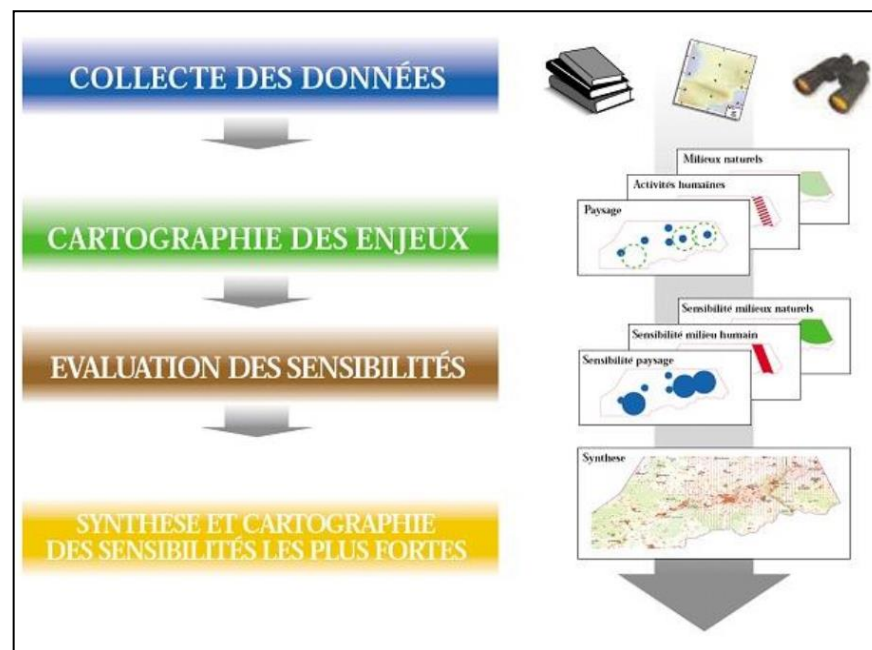 COLLECTE DES DONNÉES
CARTOGRAPHIE DES ENJEUX
EVALUATION DES SENSIBILITÉS
SYNTHESE ET CARTOGRAPHIE
DES SENSIBILITÉS LES PLUS FORTES
Milieux naturels
Activités humaines
Paysage
Sensibilité milieux naturels
Sensibilité milieu humain
Sensibilité paysage
Synthese